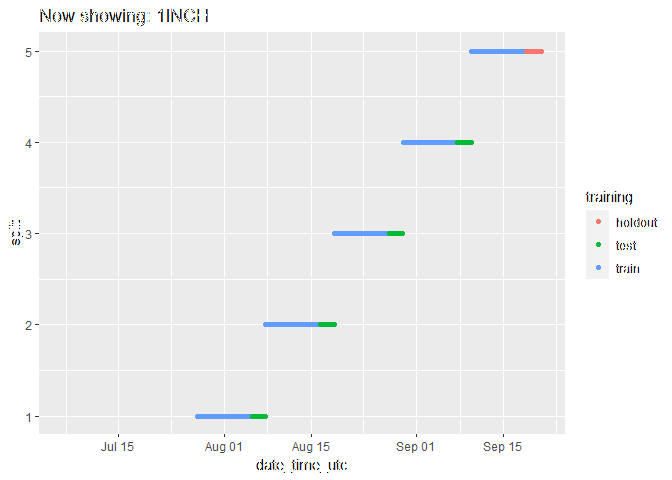 Now showing: 1INCH
5
4
3
2
1
split
Jul 15 Aug 01 Aug 15 Sep 01 Sep 15
date_time_utc
training
holdout
test
train